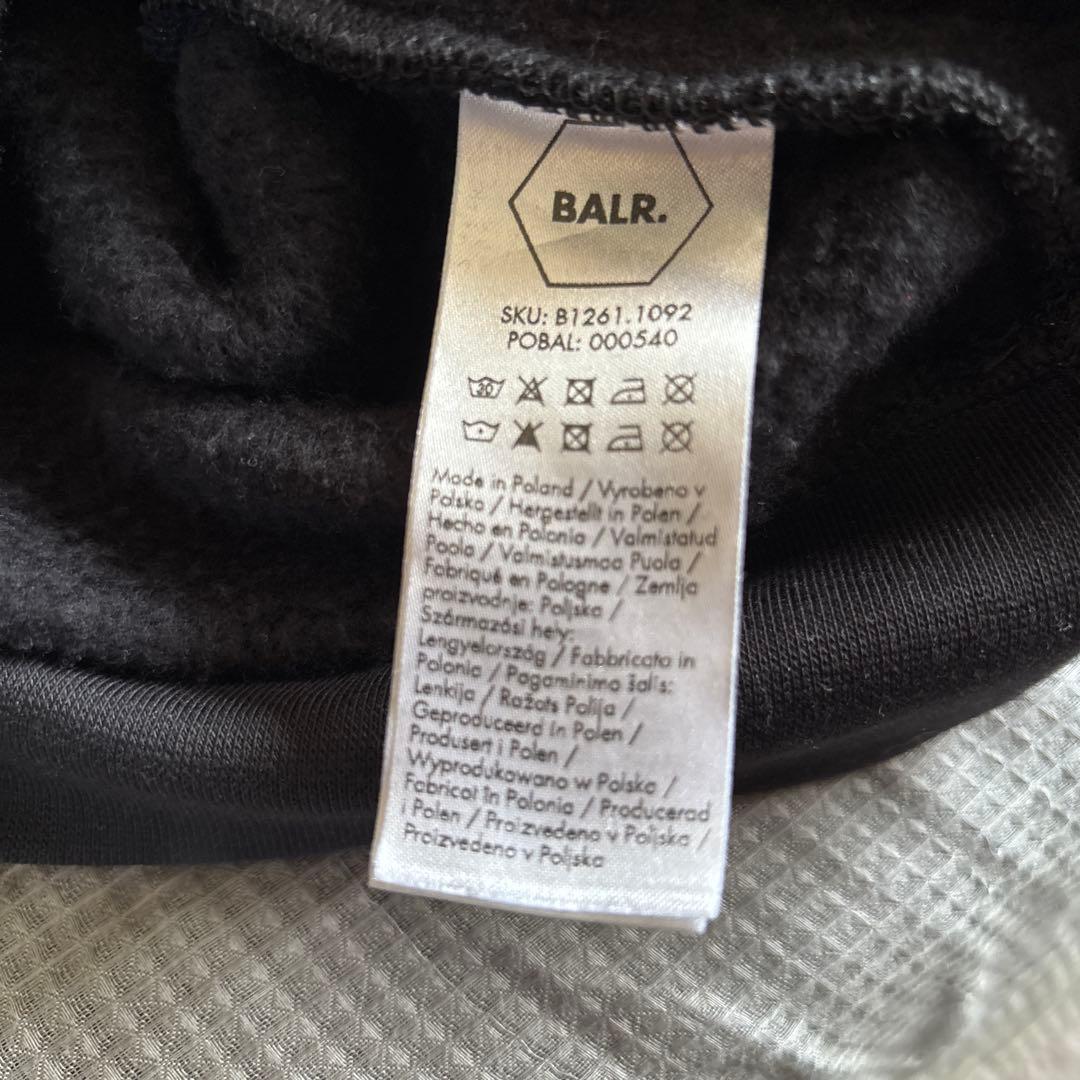 BALR.
SKU: B1261.1092
POBAL: 000540
30
Made in Poland / Vyrobeno v
Polsko / Hergestellt in Polen /
Hecho en Polonia / Valmistatud
Poola / Valmistusmaa Puola /
Fabriqué en Pologne / Zemlja
proizvodnje: Poljska /
Származási hely:
Lengyelország / Fabbricato in
Polonia / Pagaminimo šalis:
Lenkija / Ražots Polija /
Geproduceerd in Polen /
Produsert i Polen /
Wyprodukowano w Polsko /
Fabricat în Polonia / Producerad
i Polen / Proizvedeno v Poljska /
Proizvedeno v Poljska